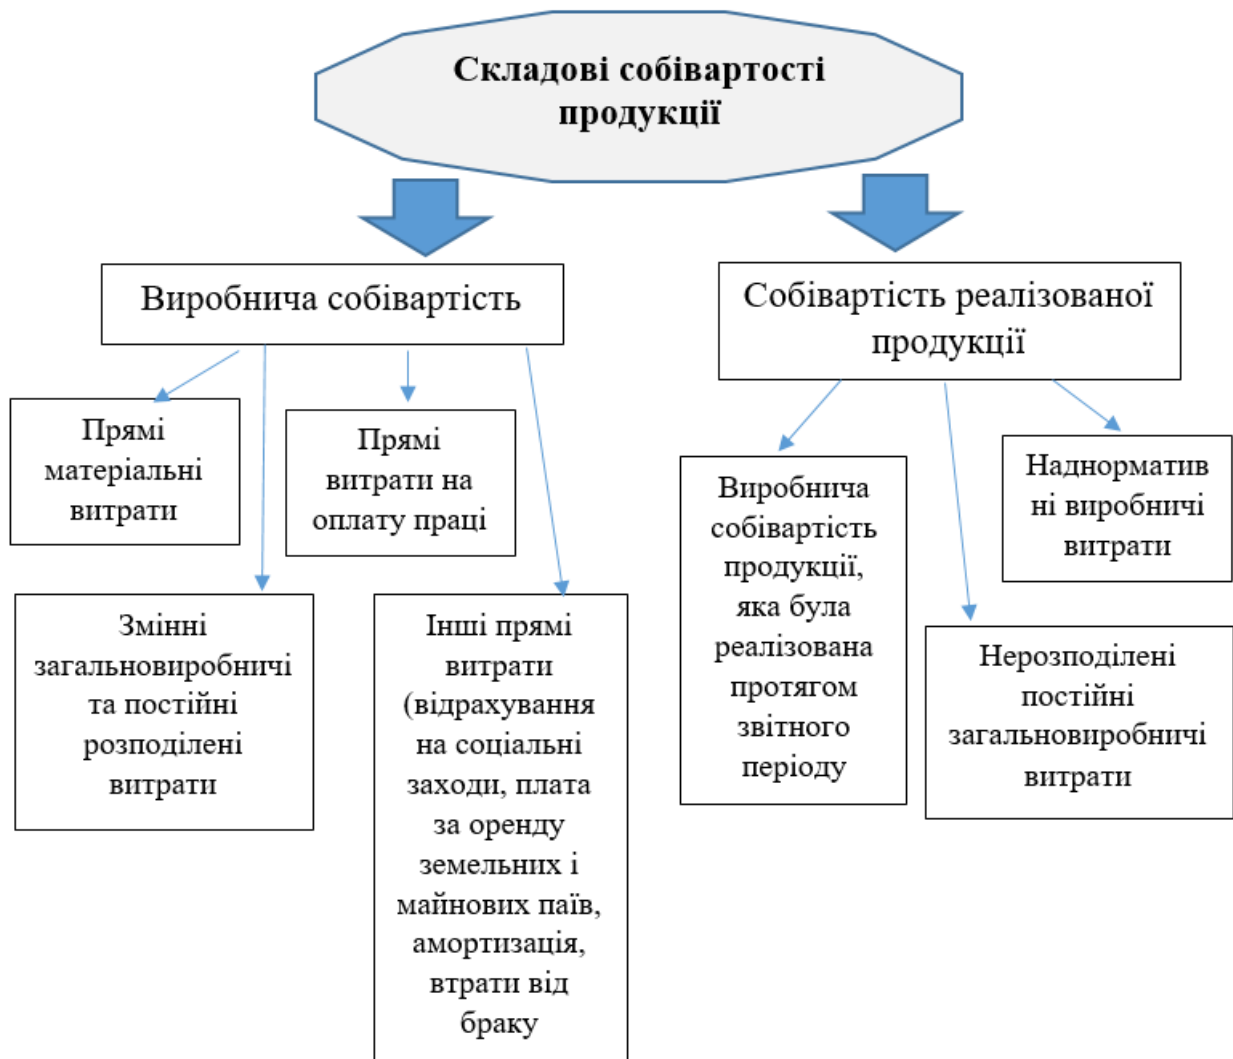 Складові собівартості
продукції
Виробнича собівартість
Собівартість реалізованої
продукції
Прямі
матеріальні
витрати
Прямі
витрати на
оплату праці
Змінні
загальновиробничі
та постійні
розподілені
витрати
Інші прямі
витрати
(відрахування
на соціальні
заходи, плата
за оренду
земельних і
майнових паїв,
амортизація,
втрати від
браку
Виробнича
собівартість
продукції,
яка була
реалізована
протягом
звітного
періоду
Наднорматив
ні виробничі
витрати
Нерозподілені
постійні
загальновиробничі
витрати